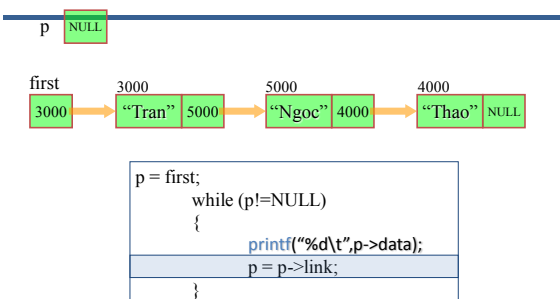 p NULL
first 3000 5000 4000
3000 “Tran” 5000 “Ngoc” 4000 “Thao” NULL
p = first;
while (p!=NULL)
{
printf(“%d\t”,p->data);
p = p->link;
}